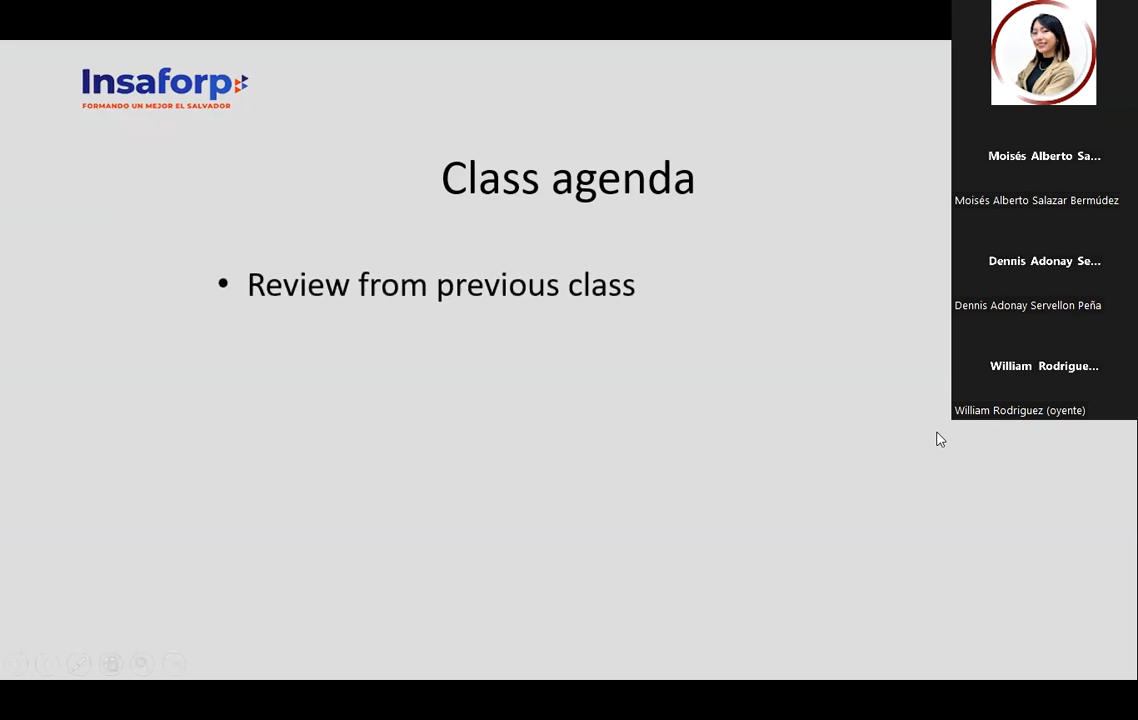 Insaforp
FORMANDO UN MEJOR EL SALVADOR
Class agenda
• Review from previous class
Moisés Alberto Sa...
Moisés Alberto Salazar Bermúdez
Dennis Adonay Se...
Dennis Adonay Servellon Peña
William Rodrigue...
William Rodriguez (oyente)